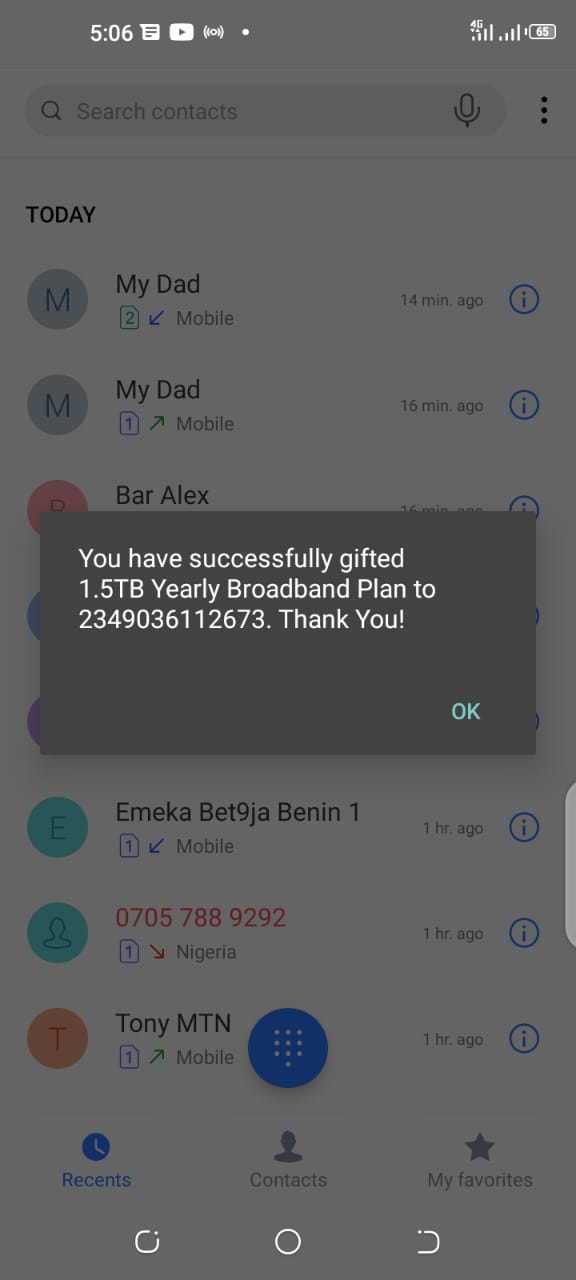 5:06
4G
65
Search contacts
TODAY
M
My Dad
14 min. ago
2 Mobile
M
My Dad
16 min. ago
1 Mobile
Bar Alex
16 min. ago
You have successfully gifted
1.5TB Yearly Broadband Plan to
2349036112673. Thank You!
OK
E
Emeka Bet9ja Benin 1
1 hr. ago
1 Mobile
0705 788 9292
1 hr. ago
1 Nigeria
T
Tony MTN
1 hr. ago
1 Mobile
Recents
Contacts
My favorites